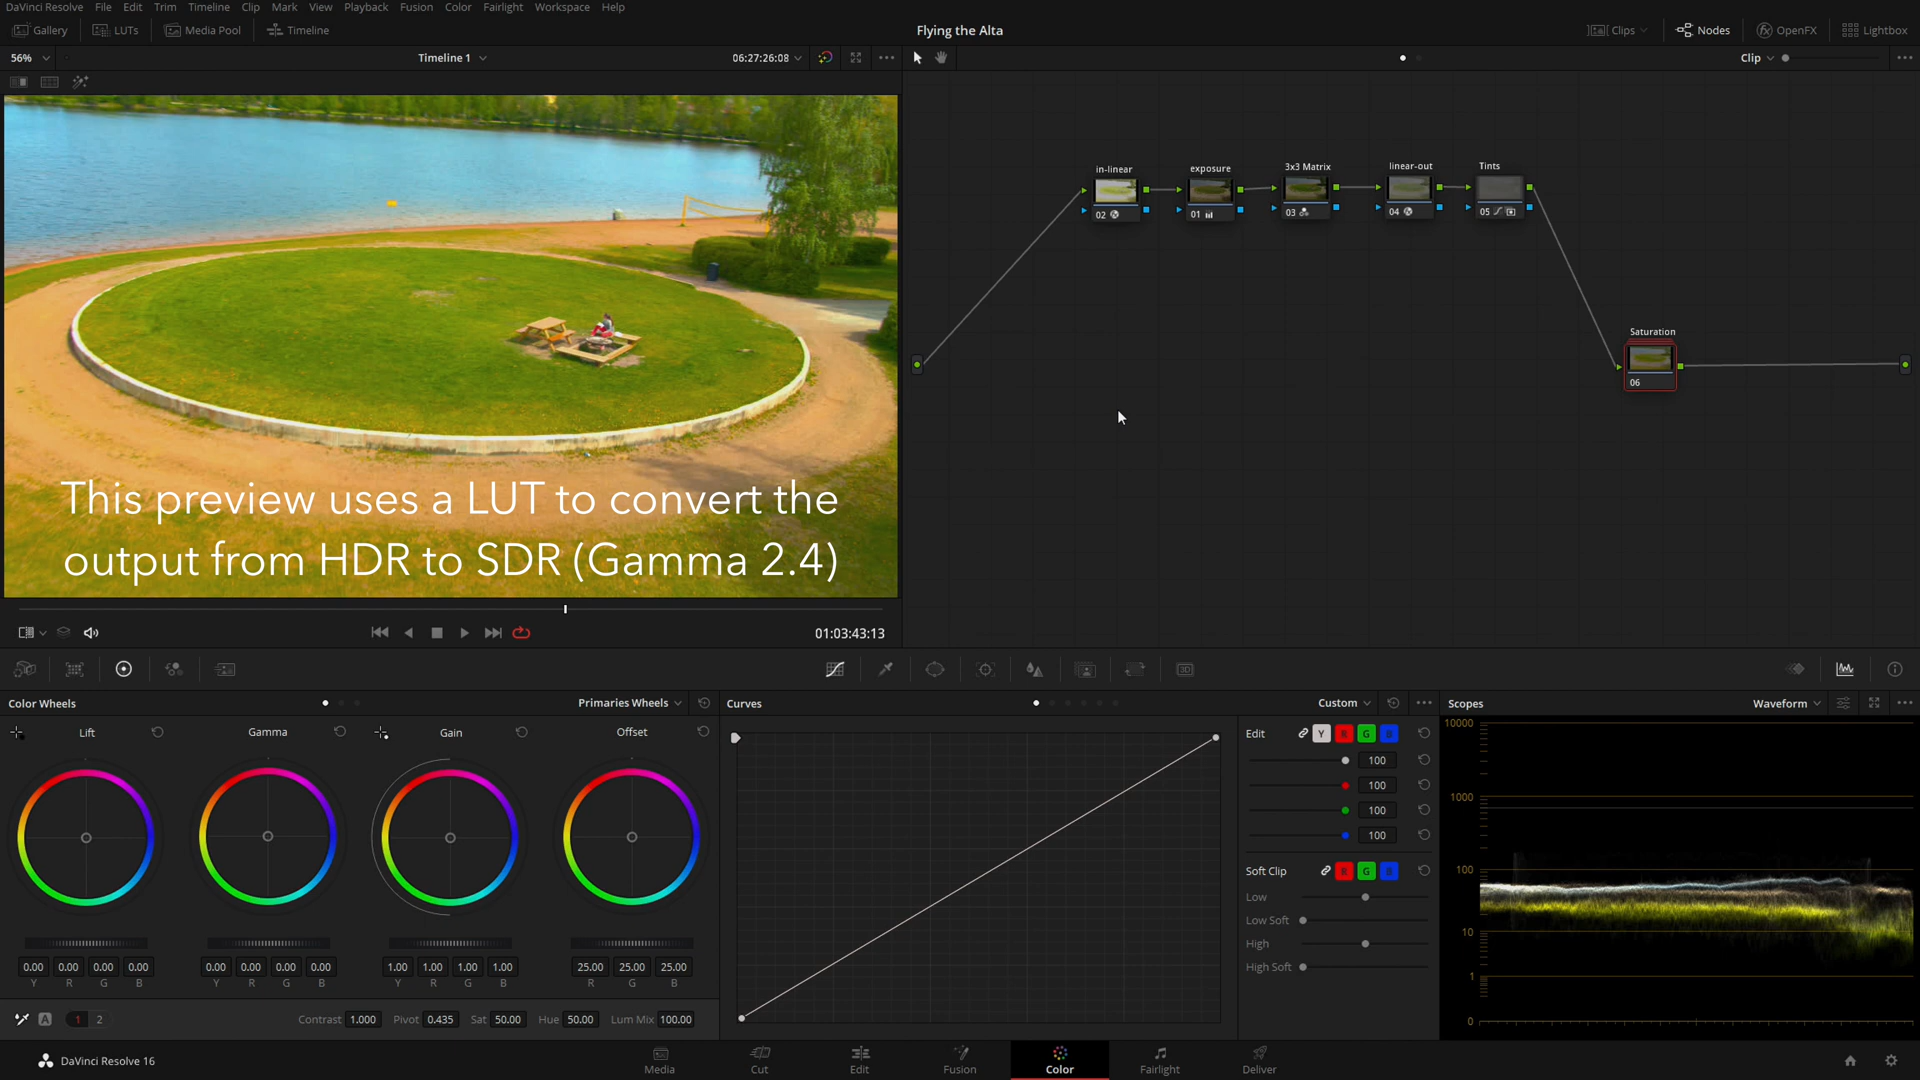 DaVinci Resolve File Edit Trim Timeline Clip Mark View Playback Fusion Color Fairlight Workspace Help
Gallery LUTs Media Pool Timeline Flying the Alta Clips Nodes OpenFX Lightbox
56% Timeline 1 06:27:26:08 Clip
in-linear exposure 3x3 Matrix linear-out Tints
02 01 03 04 05
Saturation
06
This preview uses a LUT to convert the
output from HDR to SDR (Gamma 2.4)
01:03:43:13
Color Wheels Primaries Wheels Curves Custom Scopes Waveform
Lift Gamma Gain Offset
0.00 0.00 0.00 0.00 0.00 0.00 0.00 0.00 1.00 1.00 1.00 1.00 25.00 25.00 25.00
Y R G B Y R G B Y R G B R G B
A 1 2 Contrast 1.000 Pivot 0.435 Sat 50.00 Hue 50.00 Lum Mix 100.00
Edit Y R G B
100
100
100
100
Soft Clip R G B
Low
Low Soft
High
High Soft
10000
1000
100
10
1
0
DaVinci Resolve 16 Media Cut Edit Fusion Color Fairlight Deliver